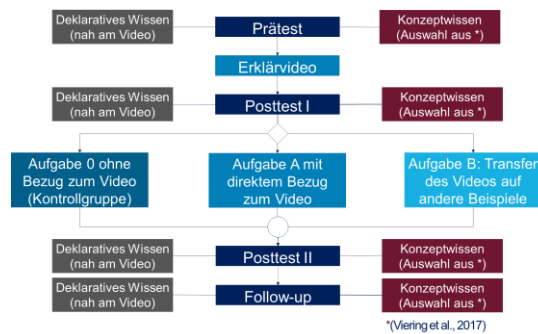 Deklaratives Wissen
(nah am Video)
Prätest
Konzeptwissen
(Auswahl aus *)
Erklärvideo
Deklaratives Wissen
(nah am Video)
Posttest I
Konzeptwissen
(Auswahl aus *)
Aufgabe 0 ohne
Bezug zum Video
(Kontrollgruppe)
Aufgabe A mit
direktem Bezug
zum Video
Aufgabe B: Transfer
des Videos auf
andere Beispiele
Deklaratives Wissen
(nah am Video)
Posttest II
Konzeptwissen
(Auswahl aus *)
Deklaratives Wissen
(nah am Video)
Follow-up
Konzeptwissen
(Auswahl aus *)
*(Viering et al., 2017)